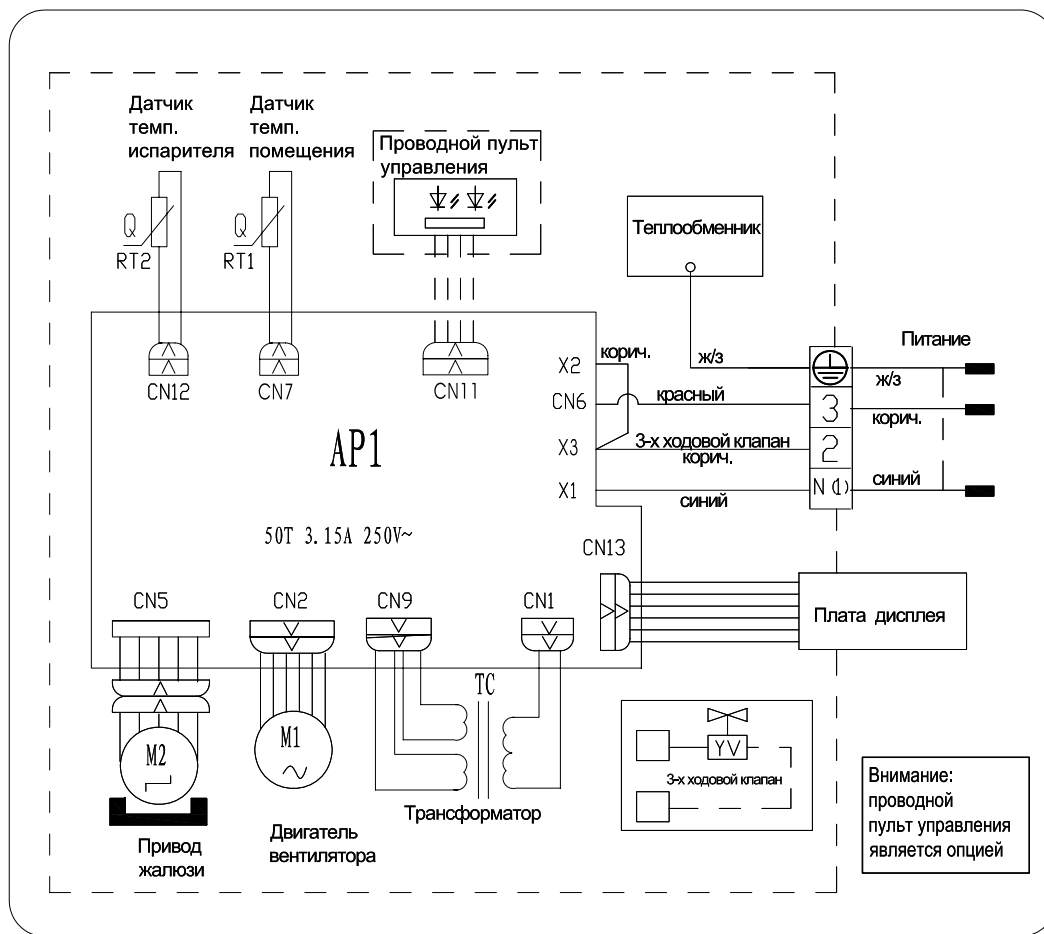 Датчик
темп.
испарителя
Датчик
темп.
помещения
Проводной пульт
управления
Теплообменник
Q
RT2
Q
RT1
CN12
CN7
CN11
X2
корич.
ж/з
Питание
ж/з
CN6
красный
3
корич.
AP1
X3
3-х ходовой клапан
корич.
2
X1
синий
N (1)
синий
50T 3.15A 250V~
CN13
CN5
CN2
CN9
CN1
Плата дисплея
TC
M2
M1
YV
3-х ходовой клапан
Трансформатор
Привод
жалюзи
Двигатель
вентилятора
Внимание:
проводной
пульт управления
является опцией